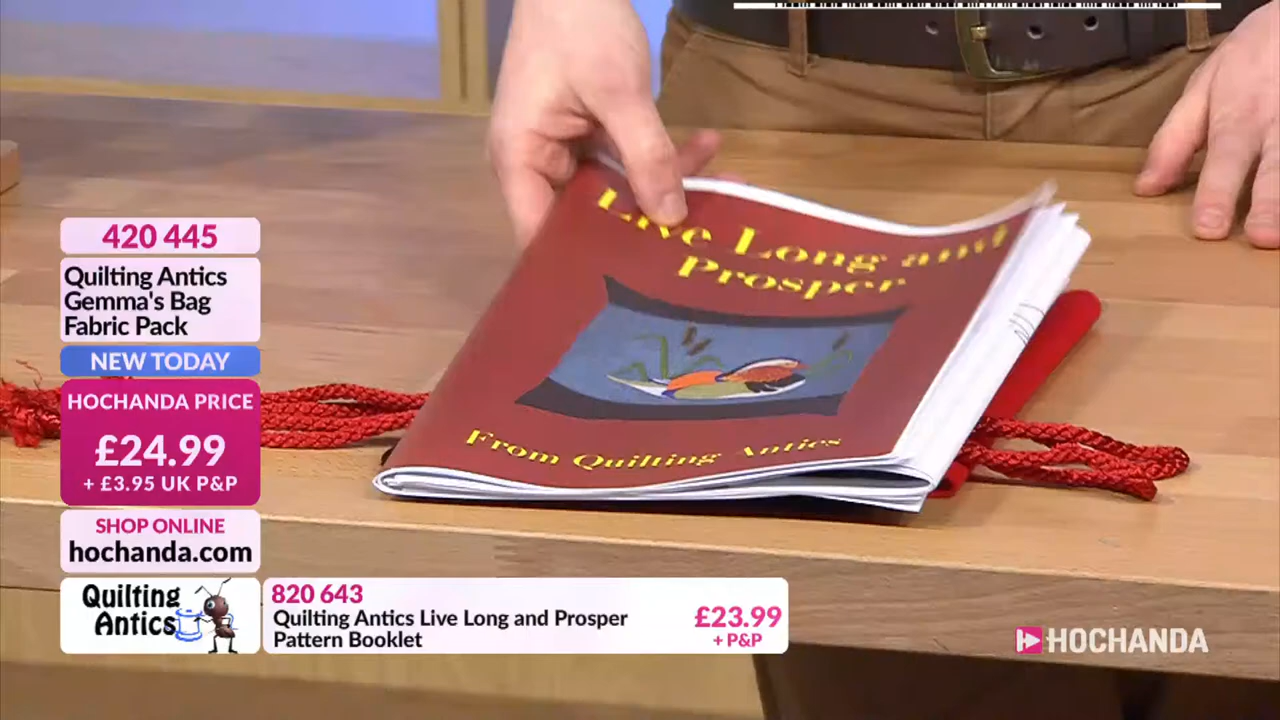 Live Long and
Prosper
From Quilting Antics
420 445
Quilting Antics
Gemma's Bag
Fabric Pack
NEW TODAY
HOCHANDA PRICE
£24.99
+ £3.95 UK P&P
SHOP ONLINE
hochanda.com
Quilting
Antics
820 643
Quilting Antics Live Long and Prosper
Pattern Booklet
£23.99
+ P&P
HOCHANDA